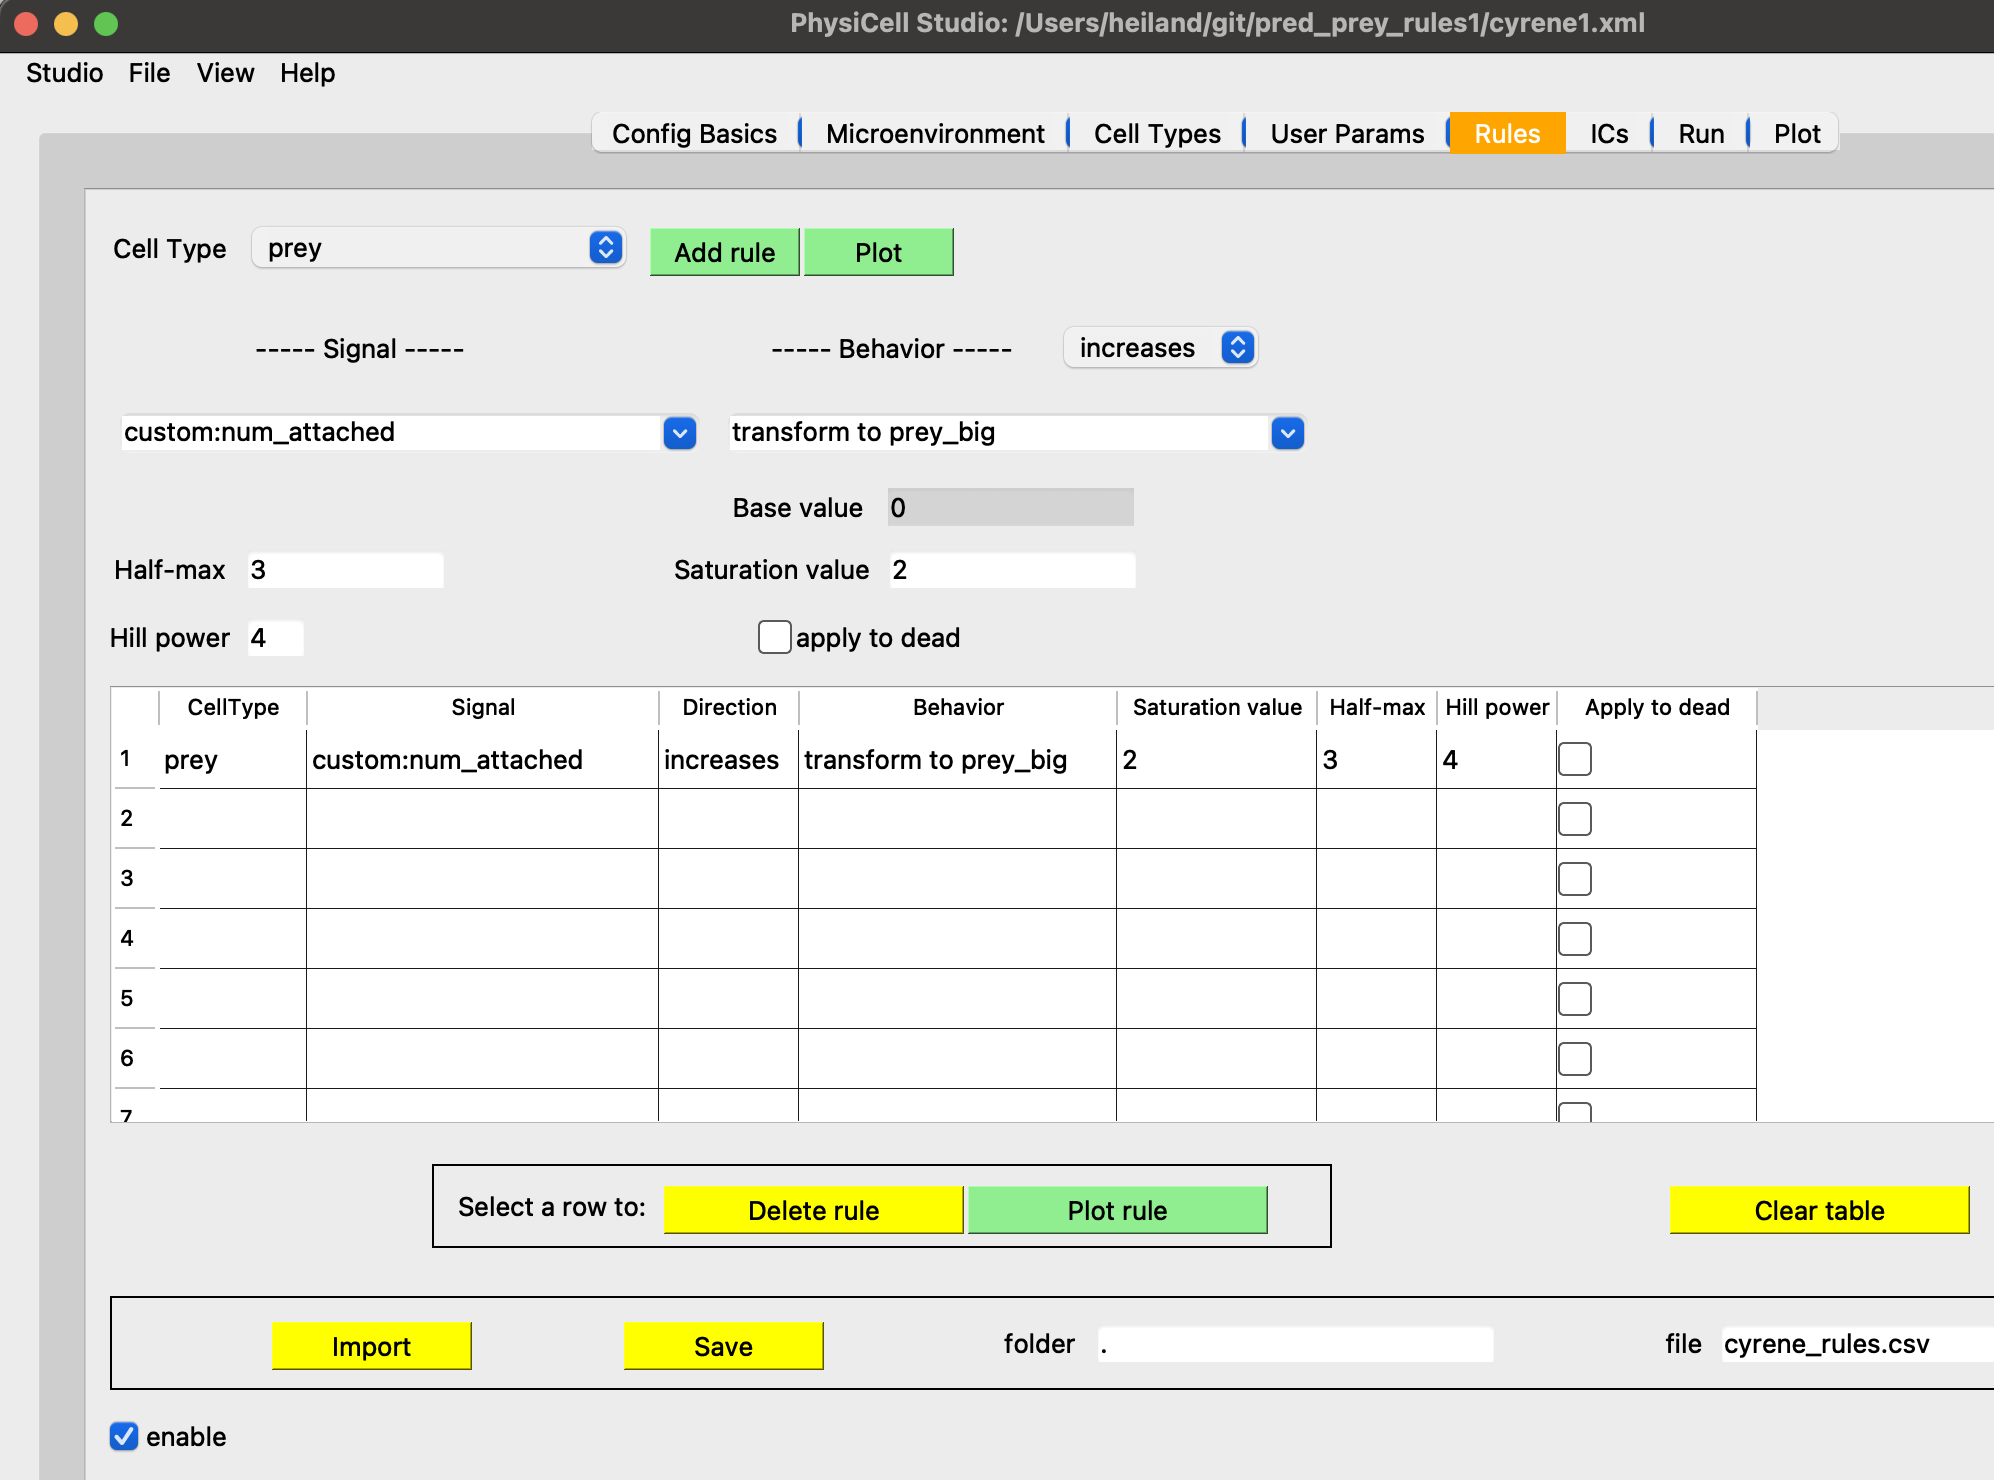 PhysiCell Studio: /Users/heiland/git/pred_prey_rules1/cyrene1.xml
Studio File View Help
Config Basics Microenvironment Cell Types User Params Rules ICs Run Plot
Cell Type prey Add rule Plot
----- Signal ----- ----- Behavior ----- increases
custom:num_attached transform to prey_big
Base value 0
Half-max 3 Saturation value 2
Hill power 4 apply to dead
CellType Signal Direction Behavior Saturation value Half-max Hill power Apply to dead
1 prey custom:num_attached increases transform to prey_big 2 3 4
2
3
4
5
6
7
Select a row to: Delete rule Plot rule Clear table
Import Save folder . file cyrene_rules.csv
enable